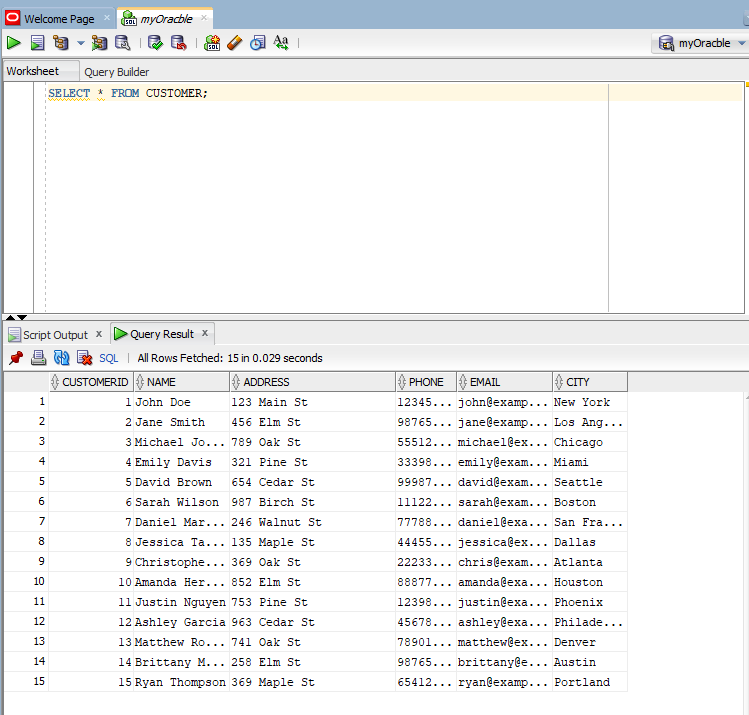 Welcome Page × myOracble ×
SQL Aa myOracble
Worksheet Query Builder
SELECT * FROM CUSTOMER;
Script Output x Query Result x
SQL | All Rows Fetched: 15 in 0.029 seconds
CUSTOMERID NAME ADDRESS PHONE EMAIL CITY
1 1 John Doe 123 Main St 12345... john@examp... New York
2 2 Jane Smith 456 Elm St 98765... jane@examp... Los Ang...
3 3 Michael Jo... 789 Oak St 55512... michael@ex... Chicago
4 4 Emily Davis 321 Pine St 33398... emily@exam... Miami
5 5 David Brown 654 Cedar St 99987... david@exam... Seattle
6 6 Sarah Wilson 987 Birch St 11122... sarah@exam... Boston
7 7 Daniel Mar... 246 Walnut St 77788... daniel@exa... San Fra...
8 8 Jessica Ta... 135 Maple St 44455... jessica@ex... Dallas
9 9 Christophe... 369 Oak St 22233... chris@exam... Atlanta
10 10 Amanda Her... 852 Elm St 88877... amanda@exa... Houston
11 11 Justin Nguyen 753 Pine St 12398... justin@exa... Phoenix
12 12 Ashley Garcia 963 Cedar St 45678... ashley@exa... Philade...
13 13 Matthew Ro... 741 Oak St 78901... matthew@ex... Denver
14 14 Brittany M... 258 Elm St 98765... brittany@e... Austin
15 15 Ryan Thompson 369 Maple St 65412... ryan@examp... Portland